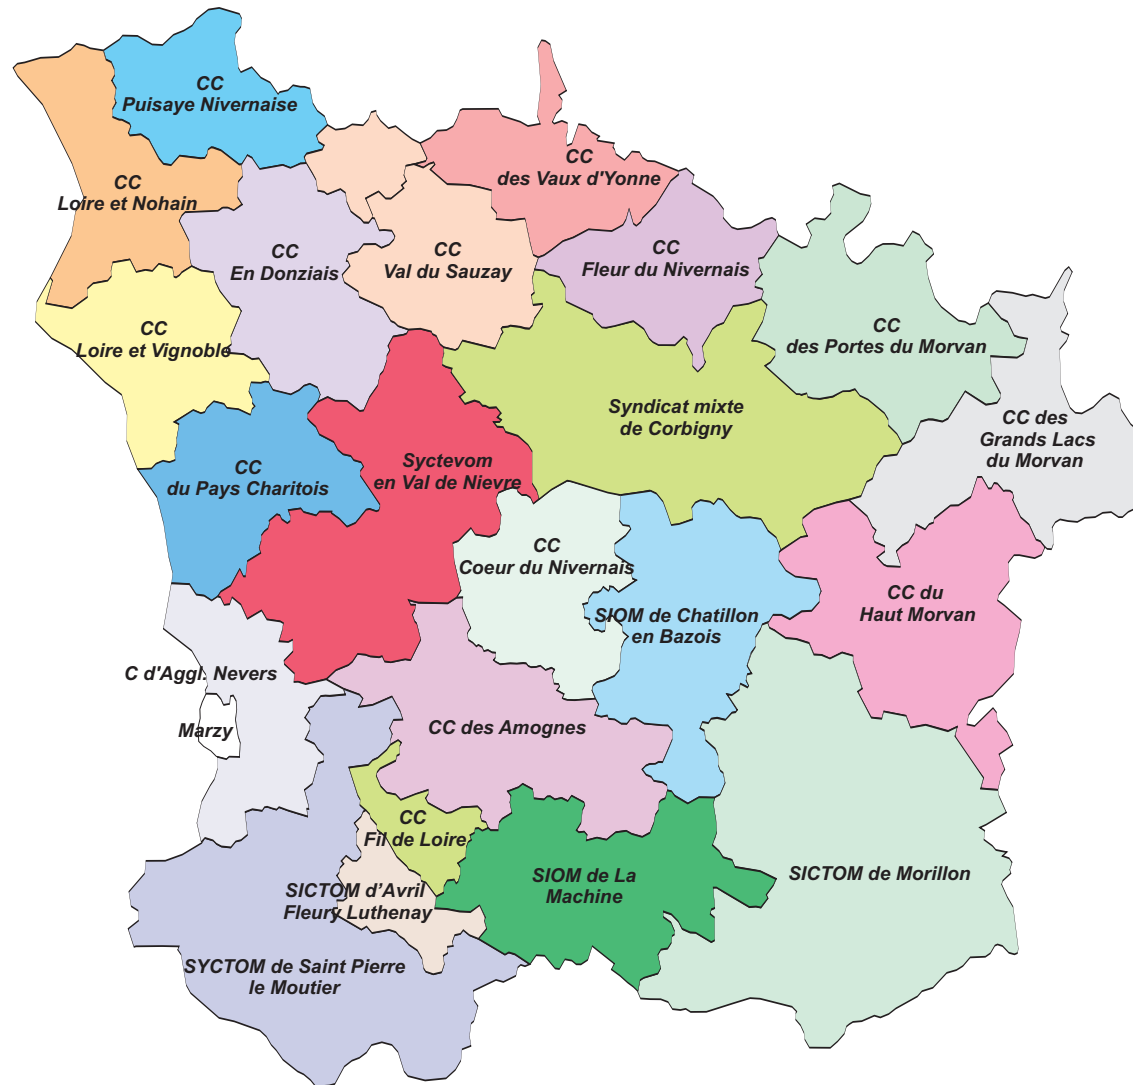 CC
Puisaye Nivernaise
CC
des Vaux d'Yonne
CC
Loire et Nohain
CC
En Donziais
CC
Val du Sauzay
CC
Fleur du Nivernais
CC
Loire et Vignoble
CC
des Portes du Morvan
Syndicat mixte
de Corbigny
CC des
Grands Lacs
du Morvan
CC
du Pays Charitois
Syctevom
en Val de Nievre
CC
Coeur du Nivernais
SIOM de Chatillon
en Bazois
CC du
Haut Morvan
C d'Aggl. Nevers
Marzy
CC des Amognes
CC
Fil de Loire
SICTOM d’Avril
Fleury Luthenay
SIOM de La
Machine
SICTOM de Morillon
SYCTOM de Saint Pierre
le Moutier